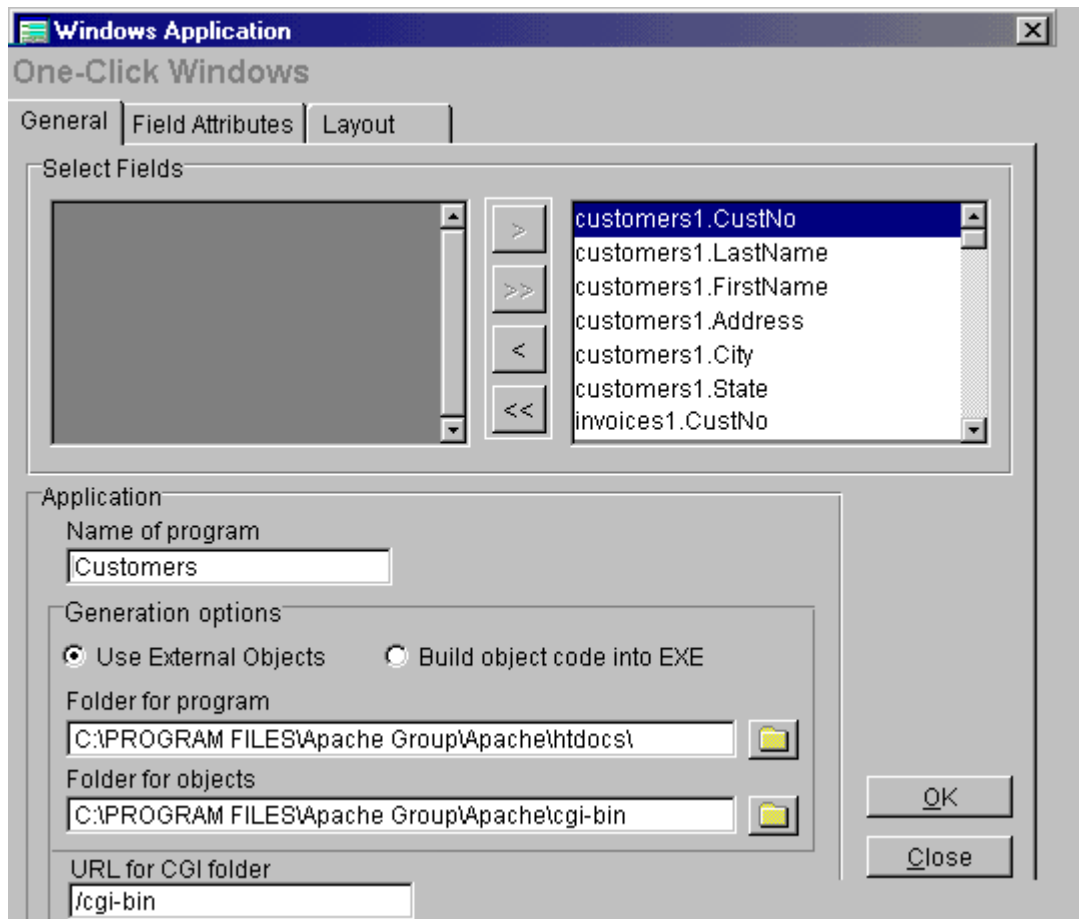 Windows Application
One-Click Windows
General Field Attributes Layout
Select Fields
>
>>
<
<<
customers1.CustNo
customers1.LastName
customers1.FirstName
customers1.Address
customers1.City
customers1.State
invoices1.CustNo
Application
Name of program
Customers
Generation options
Use External Objects Build object code into EXE
Folder for program
C:\PROGRAM FILES\Apache Group\Apache\htdocs\
Folder for objects
C:\PROGRAM FILES\Apache Group\Apache\cgi-bin
OK
Close
URL for CGI folder
/cgi-bin